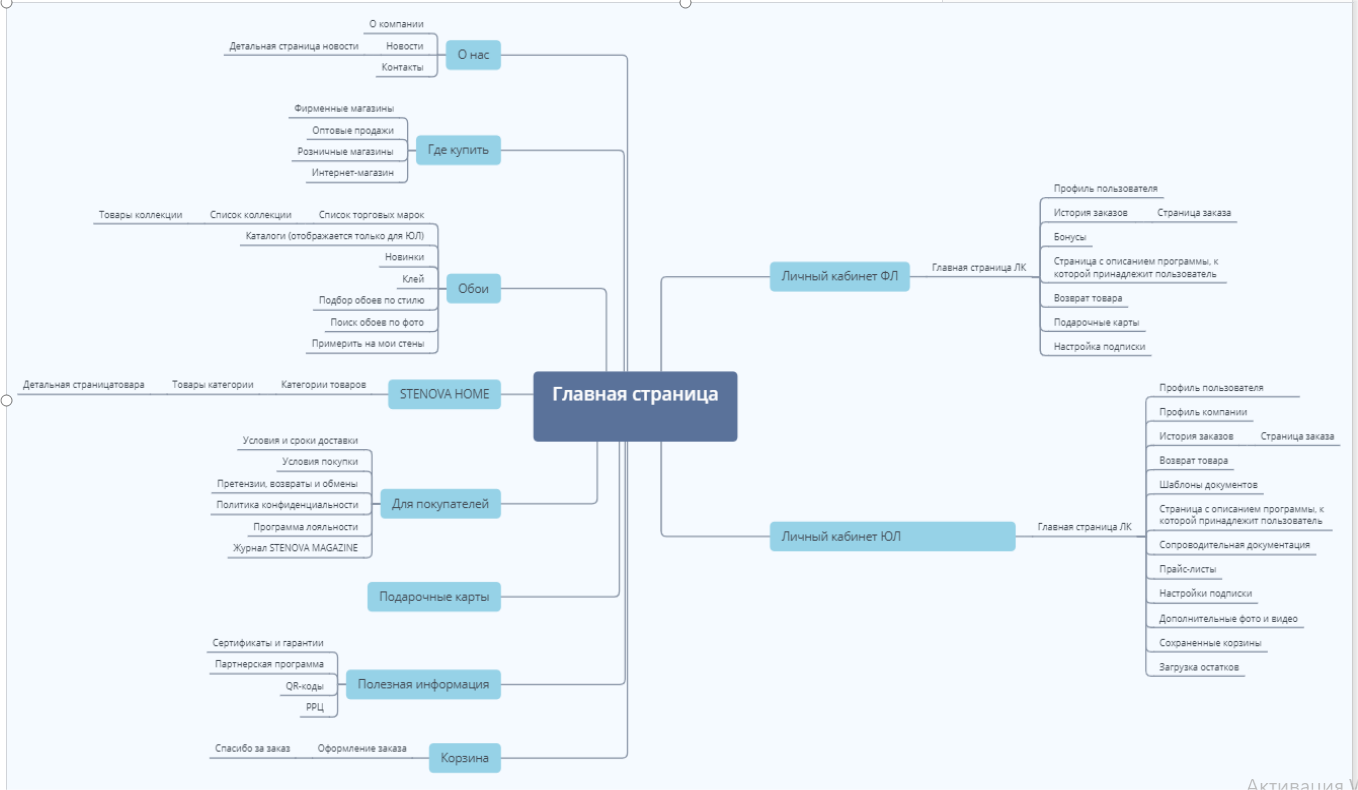 О компании
Детальная страница новости
Новости
Контакты
О нас
Фирменные магазины
Оптовые продажи
Розничные магазины
Интернет-магазин
Где купить
Товары коллекции
Список коллекции
Список торговых марок
Каталоги (отображается только для ЮЛ)
Новинки
Клей
Подбор обоев по стилю
Поиск обоев по фото
Примерить на мои стены
Обои
Детальная страницатовара
Товары категории
Категории товаров
STENOVA HOME
Условия и сроки доставки
Условия покупки
Претензии, возвраты и обмены
Политика конфиденциальности
Программа лояльности
Журнал STENOVA MAGAZINE
Для покупателей
Подарочные карты
Сертификаты и гарантии
Партнерская программа
QR-коды
РРЦ
Полезная информация
Спасибо за заказ
Оформление заказа
Корзина
Главная страница
Личный кабинет ФЛ
Главная страница ЛК
Профиль пользователя
История заказов
Страница заказа
Бонусы
Страница с описанием программы, к
которой принадлежит пользователь
Возврат товара
Подарочные карты
Настройка подписки
Личный кабинет ЮЛ
Главная страница ЛК
Профиль пользователя
Профиль компании
История заказов
Страница заказа
Возврат товара
Шаблоны документов
Страница с описанием программы, к
которой принадлежит пользователь
Сопроводительная документация
Прайс-листы
Настройки подписки
Дополнительные фото и видео
Сохраненные корзины
Загрузка остатков
Активация